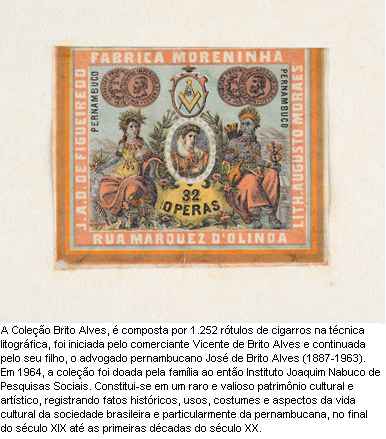 FABRICA MORENINHA
J.A.D. DE FIGUEIREDO
PERNAMBUCO
PERNAMBUCO
LITH. AUGUSTO MORAES
G
32
OPERAS
RUA MARQUEZ D'OLINDA
A Coleção Brito Alves, é composta por 1.252 rótulos de cigarros na técnica
litográfica, foi iniciada pelo comerciante Vicente de Brito Alves e continuada
pelo seu filho, o advogado pernambucano José de Brito Alves (1887-1963).
Em 1964, a coleção foi doada pela família ao então Instituto Joaquim Nabuco de
Pesquisas Sociais. Constitui-se em um raro e valioso patrimônio cultural e
artístico, registrando fatos históricos, usos, costumes e aspectos da vida
cultural da sociedade brasileira e particularmente da pernambucana, no final
do século XIX até as primeiras décadas do século XX.